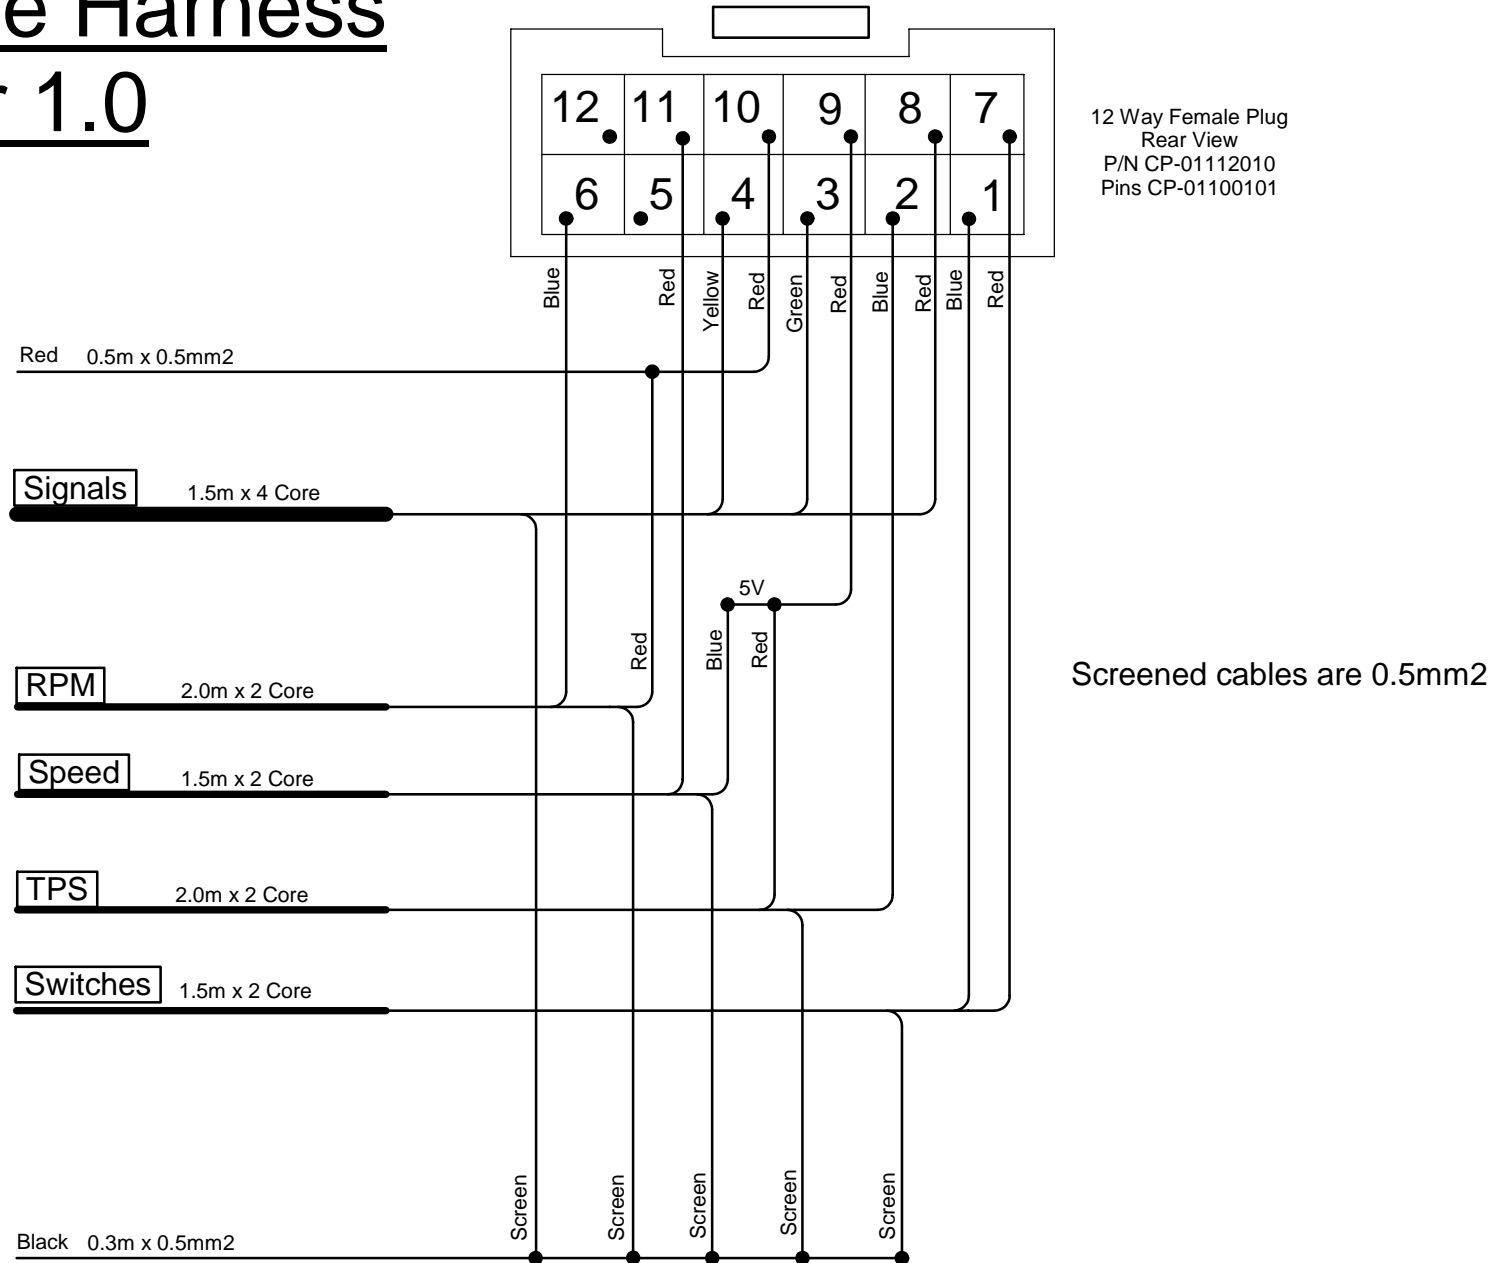 e Harness
r 1.0
12 11 10 9 8 7
6 5 4 3 2 1
12 Way Female Plug
Rear View
P/N CP-01112010
Pins CP-01100101
Blue Red Yellow Red Green Red Blue Red Blue Red
Red 0.5m x 0.5mm2
Signals 1.5m x 4 Core
5V
Red Blue Red
Screened cables are 0.5mm2
RPM 2.0m x 2 Core
Speed 1.5m x 2 Core
TPS 2.0m x 2 Core
Switches 1.5m x 2 Core
Screen Screen Screen Screen Screen
Black 0.3m x 0.5mm2